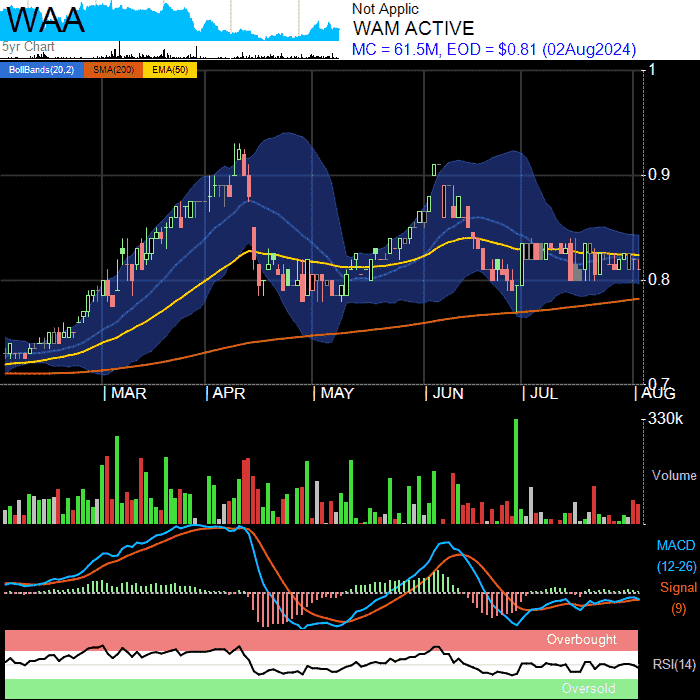 WAA
5yr Chart
Not Applic
WAM ACTIVE
MC = 61.5M, EOD = $0.81 (02Aug2024)
BollBands(20,2) SMA(200) EMA(50)
1
0.9
0.8
0.7
MAR APR MAY JUN JUL AUG
330k
Volume
MACD
(12-26)
Signal
(9)
Overbought
RSI(14)
Oversold